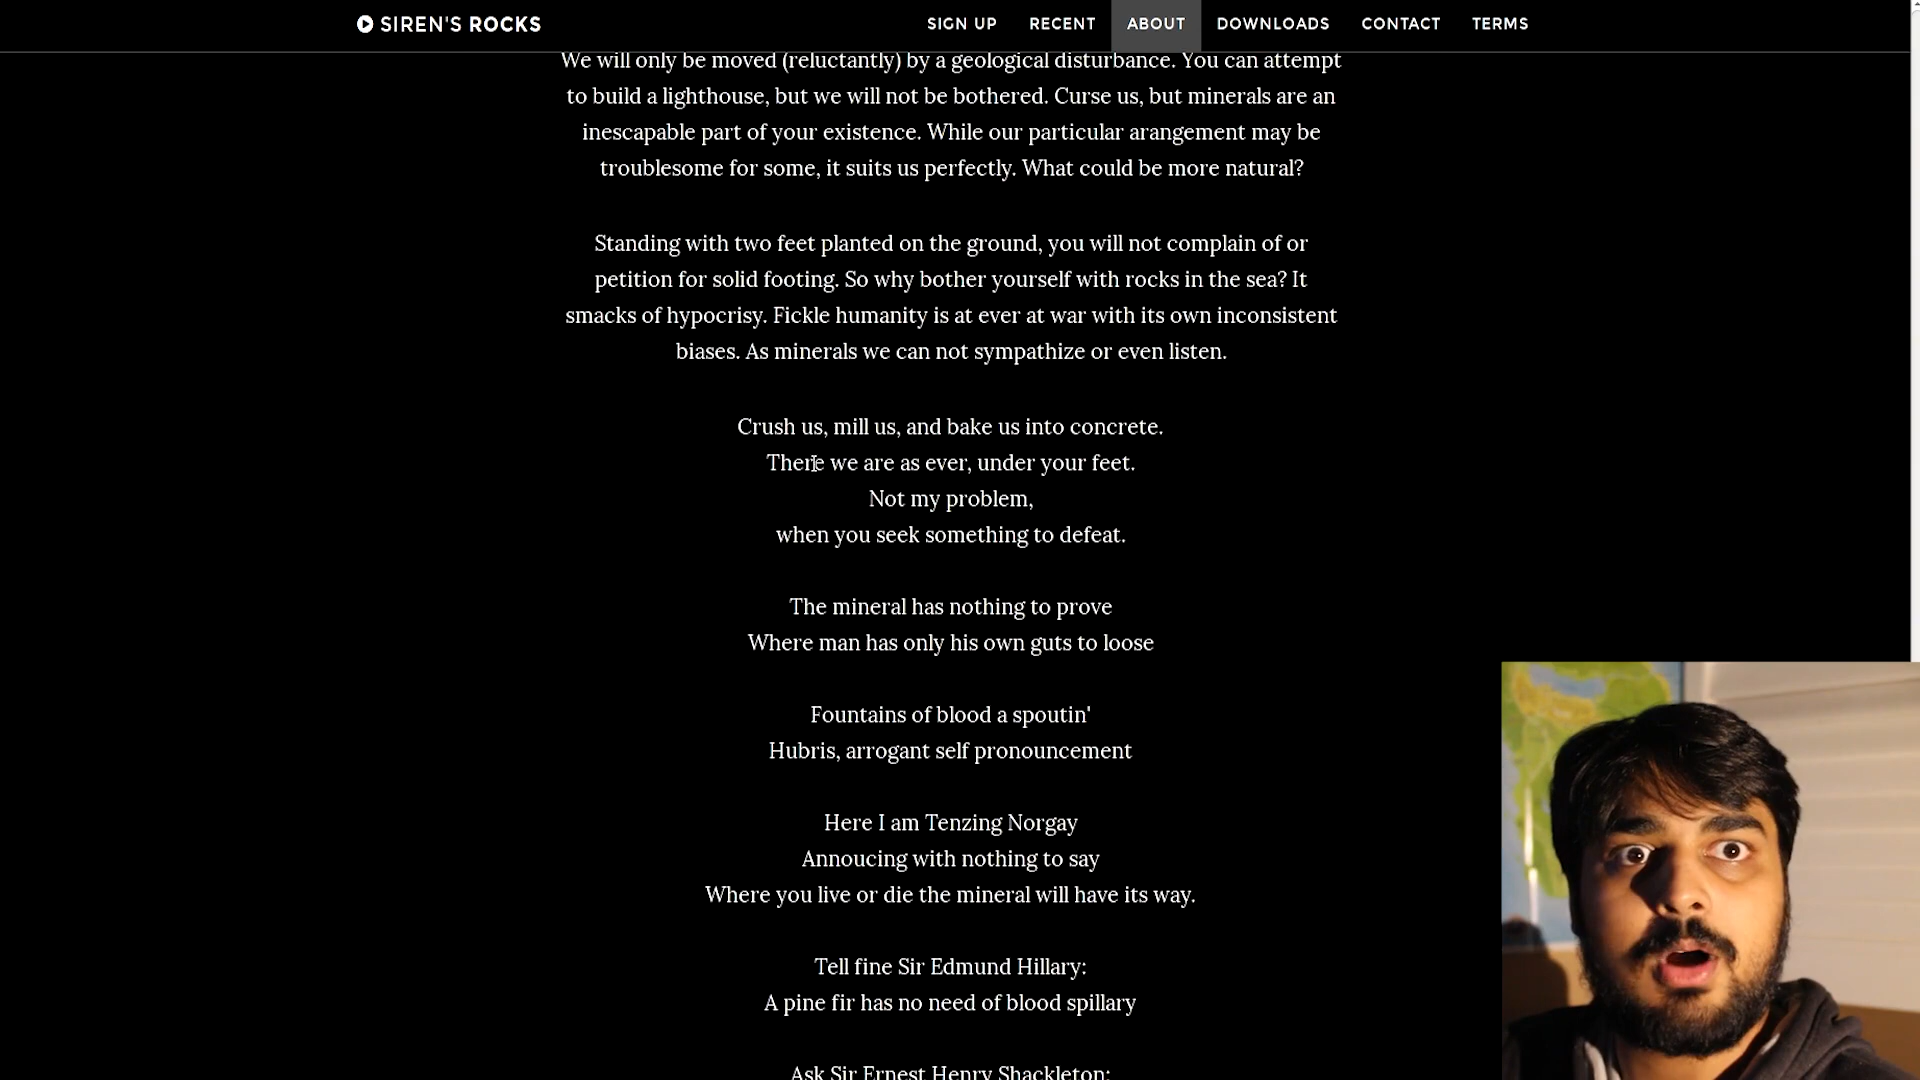 SIREN'S ROCKS
SIGN UP RECENT ABOUT DOWNLOADS CONTACT TERMS
We will only be moved (reluctantly) by a geological disturbance. You can attempt
to build a lighthouse, but we will not be bothered. Curse us, but minerals are an
inescapable part of your existence. While our particular arangement may be
troublesome for some, it suits us perfectly. What could be more natural?
Standing with two feet planted on the ground, you will not complain of or
petition for solid footing. So why bother yourself with rocks in the sea? It
smacks of hypocrisy. Fickle humanity is at ever at war with its own inconsistent
biases. As minerals we can not sympathize or even listen.
Crush us, mill us, and bake us into concrete.
There we are as ever, under your feet.
Not my problem,
when you seek something to defeat.
The mineral has nothing to prove
Where man has only his own guts to loose
Fountains of blood a spoutin'
Hubris, arrogant self pronouncement
Here I am Tenzing Norgay
Annoucing with nothing to say
Where you live or die the mineral will have its way.
Tell fine Sir Edmund Hillary:
A pine fir has no need of blood spillary
Ask Sir Ernest Henry Shackleton: